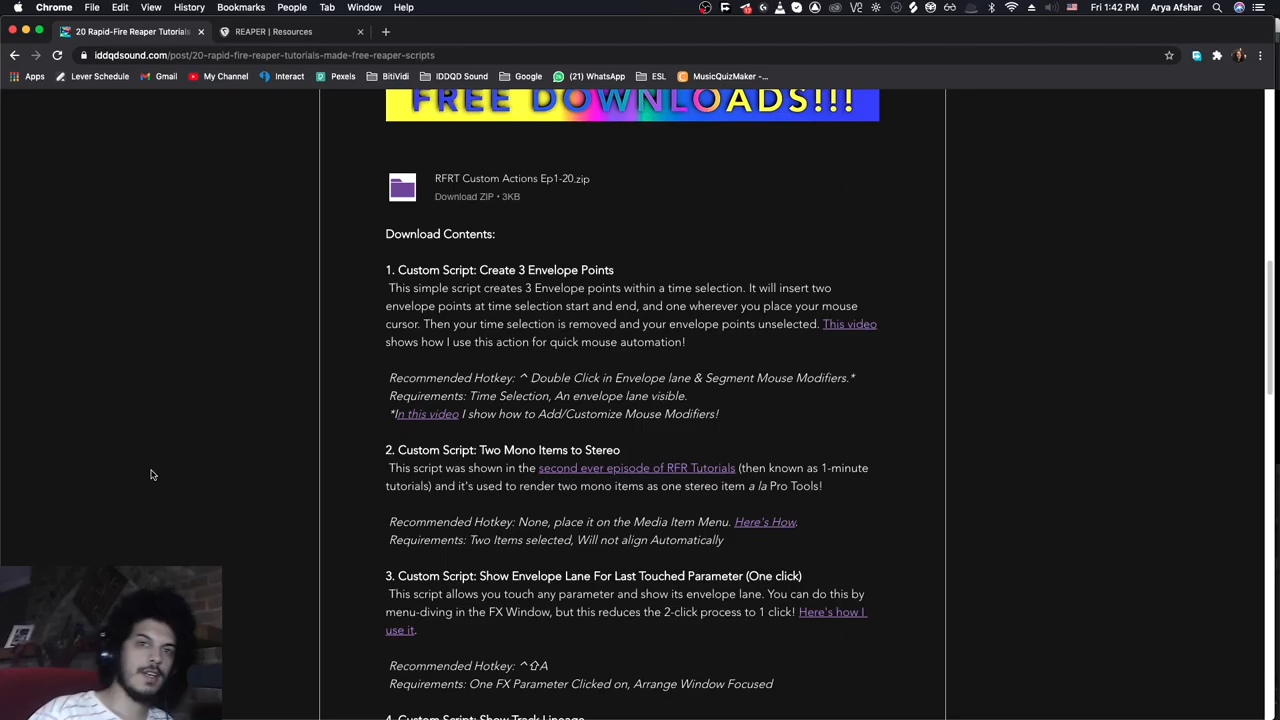 Chrome File Edit View History Bookmarks People Tab Window Help
17
Fri 1:42 PM Arya Afshar
20 Rapid-Fire Reaper Tutorials
REAPER | Resources
iddqdsound.com/post/20-rapid-fire-reaper-tutorials-made-free-reaper-scripts
Apps Lever Schedule Gmail My Channel Interact Pexels BitiVidi IDDQD Sound Google (21) WhatsApp ESL MusicQuizMaker -...
FREE DOWNLOADS!!!
RFRT Custom Actions Ep1-20.zip
Download ZIP • 3KB
Download Contents:
1. Custom Script: Create 3 Envelope Points
This simple script creates 3 Envelope points within a time selection. It will insert two
envelope points at time selection start and end, and one wherever you place your mouse
cursor. Then your time selection is removed and your envelope points unselected. This video
shows how I use this action for quick mouse automation!
Recommended Hotkey: ^ Double Click in Envelope lane & Segment Mouse Modifiers.*
Requirements: Time Selection, An envelope lane visible.
*In this video I show how to Add/Customize Mouse Modifiers!
2. Custom Script: Two Mono Items to Stereo
This script was shown in the second ever episode of RFR Tutorials (then known as 1-minute
tutorials) and it's used to render two mono items as one stereo item a la Pro Tools!
Recommended Hotkey: None, place it on the Media Item Menu. Here's How.
Requirements: Two Items selected, Will not align Automatically
3. Custom Script: Show Envelope Lane For Last Touched Parameter (One click)
This script allows you touch any parameter and show its envelope lane. You can do this by
menu-diving in the FX Window, but this reduces the 2-click process to 1 click! Here's how I
use it.
Recommended Hotkey: ^⇧A
Requirements: One FX Parameter Clicked on, Arrange Window Focused
4. Custom Script: Show Track Lineage